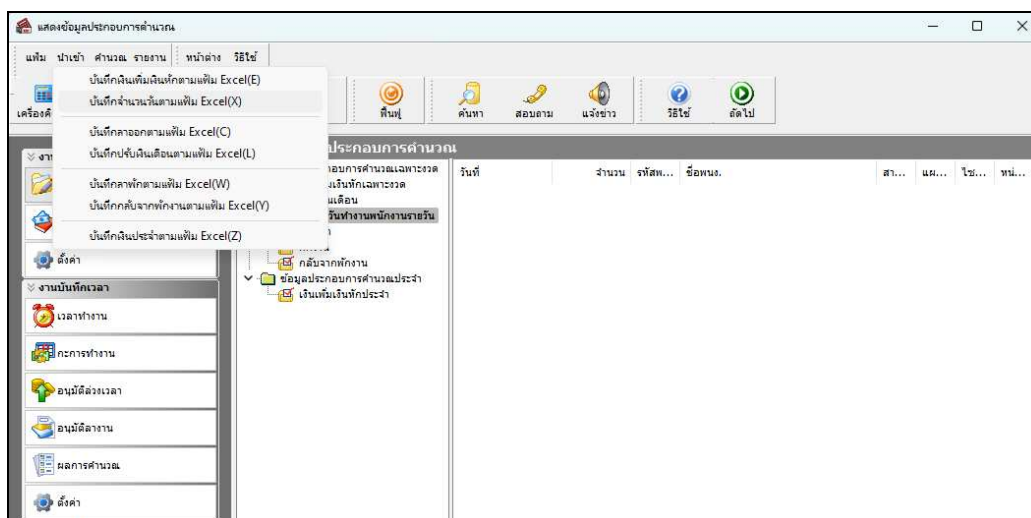 แสดงข้อมูลประกอบการคำนวณ
แฟ้ม นำเข้า คำนวณ รายงาน หน้าต่าง วิธีใช้
บันทึกเงินเพิ่มเงินหักตามแฟ้ม Excel(E)
บันทึกจำนวนวันตามแฟ้ม Excel(X)
บันทึกลาออกตามแฟ้ม Excel(C)
บันทึกปรับเงินเดือนตามแฟ้ม Excel(L)
บันทึกลาพักตามแฟ้ม Excel(W)
บันทึกกลับจากพักงานตามแฟ้ม Excel(Y)
บันทึกเงินประจำตามแฟ้ม Excel(Z)
ฟื้นฟู ค้นหา สอบถาม แจ้งข่าว วิธีใช้ ถัดไป
ประกอบการคำนวณ
อบการคำนวณเฉพาะงวด
มเงินหักเฉพาะงวด
นเดือน
วันทำงานพนักงานรายวัน
กลับจากพักงาน
ข้อมูลประกอบการคำนวณประจำ
เงินเพิ่มเงินหักประจำ
วันที่ จำนวน รหัสพ... ชื่อพนง. สา... แผ... ไซ... หน่...
ตั้งค่า
งานบันทึกเวลา
เวลาทำงาน
กะการทำงาน
อนุมัติล่วงเวลา
อนุมัติลางาน
ผลการคำนวณ
ตั้งค่า